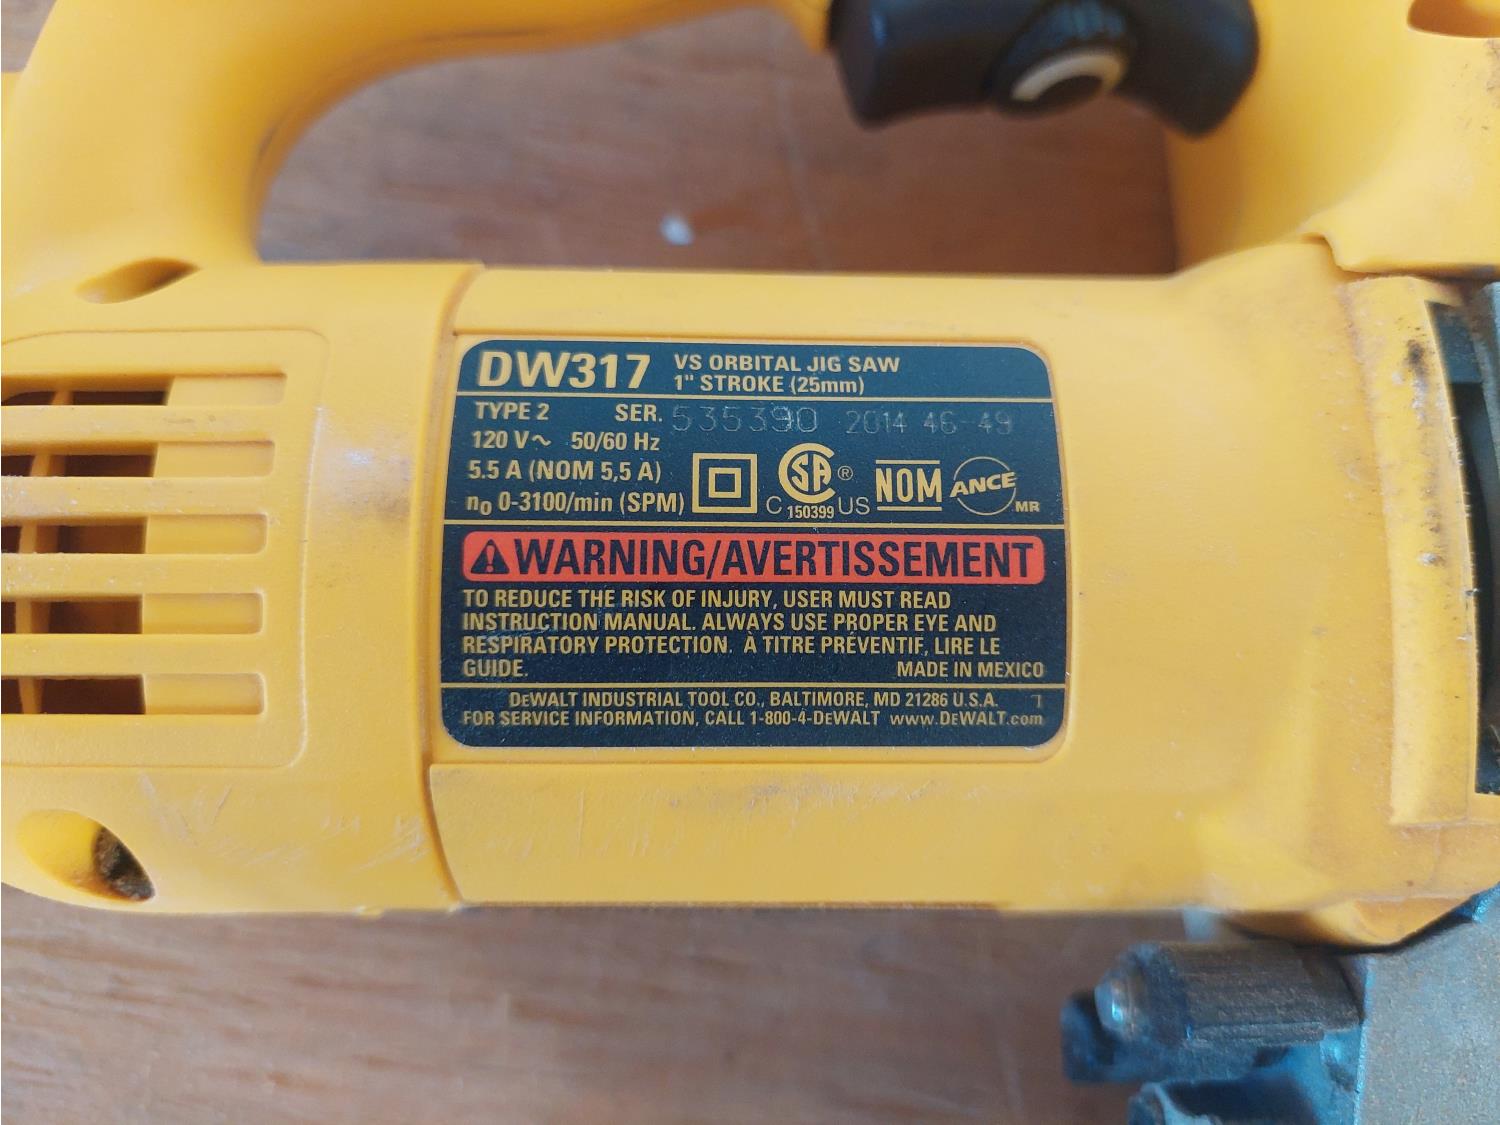 DW317 VS ORBITAL JIG SAW
1" STROKE (25mm)
TYPE 2 SER. 535390 2014 46-49
120 V~ 50/60 Hz
5.5 A (NOM 5,5 A)
n0 0-3100/min (SPM)
SA ®
C 150399 US
NOM
ANCE
MR
WARNING/AVERTISSEMENT
TO REDUCE THE RISK OF INJURY, USER MUST READ
INSTRUCTION MANUAL. ALWAYS USE PROPER EYE AND
RESPIRATORY PROTECTION. À TITRE PRÉVENTIF, LIRE LE
GUIDE. MADE IN MEXICO
DEWALT INDUSTRIAL TOOL CO., BALTIMORE, MD 21286 U.S.A.
FOR SERVICE INFORMATION, CALL 1-800-4-DEWALT www.DEWALT.com